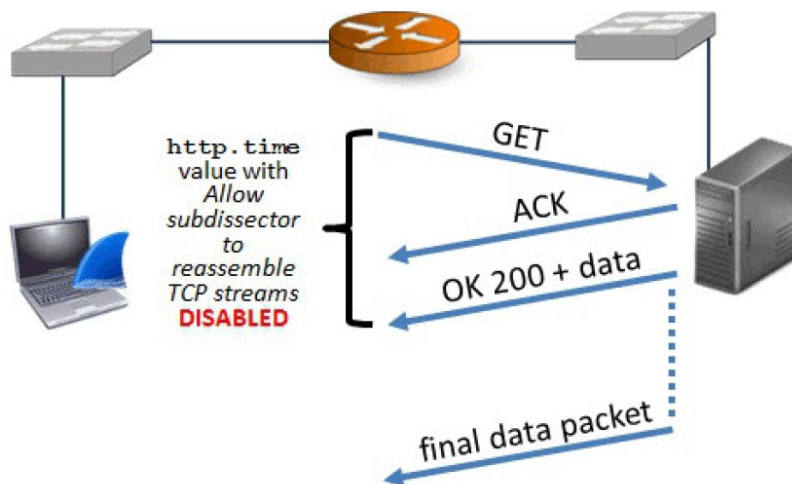 http.time
value with
Allow
subdissector
to
reassemble
TCP streams
DISABLED
GET
ACK
OK 200 + data
final data packet